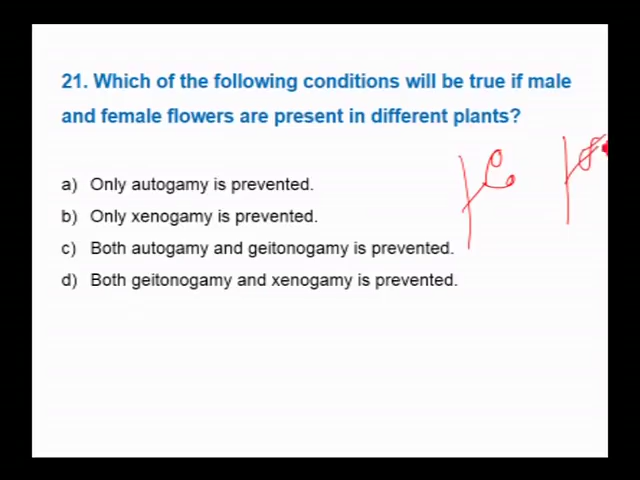 21. Which of the following conditions will be true if male
and female flowers are present in different plants?
a) Only autogamy is prevented.
b) Only xenogamy is prevented.
c) Both autogamy and geitonogamy is prevented.
d) Both geitonogamy and xenogamy is prevented.